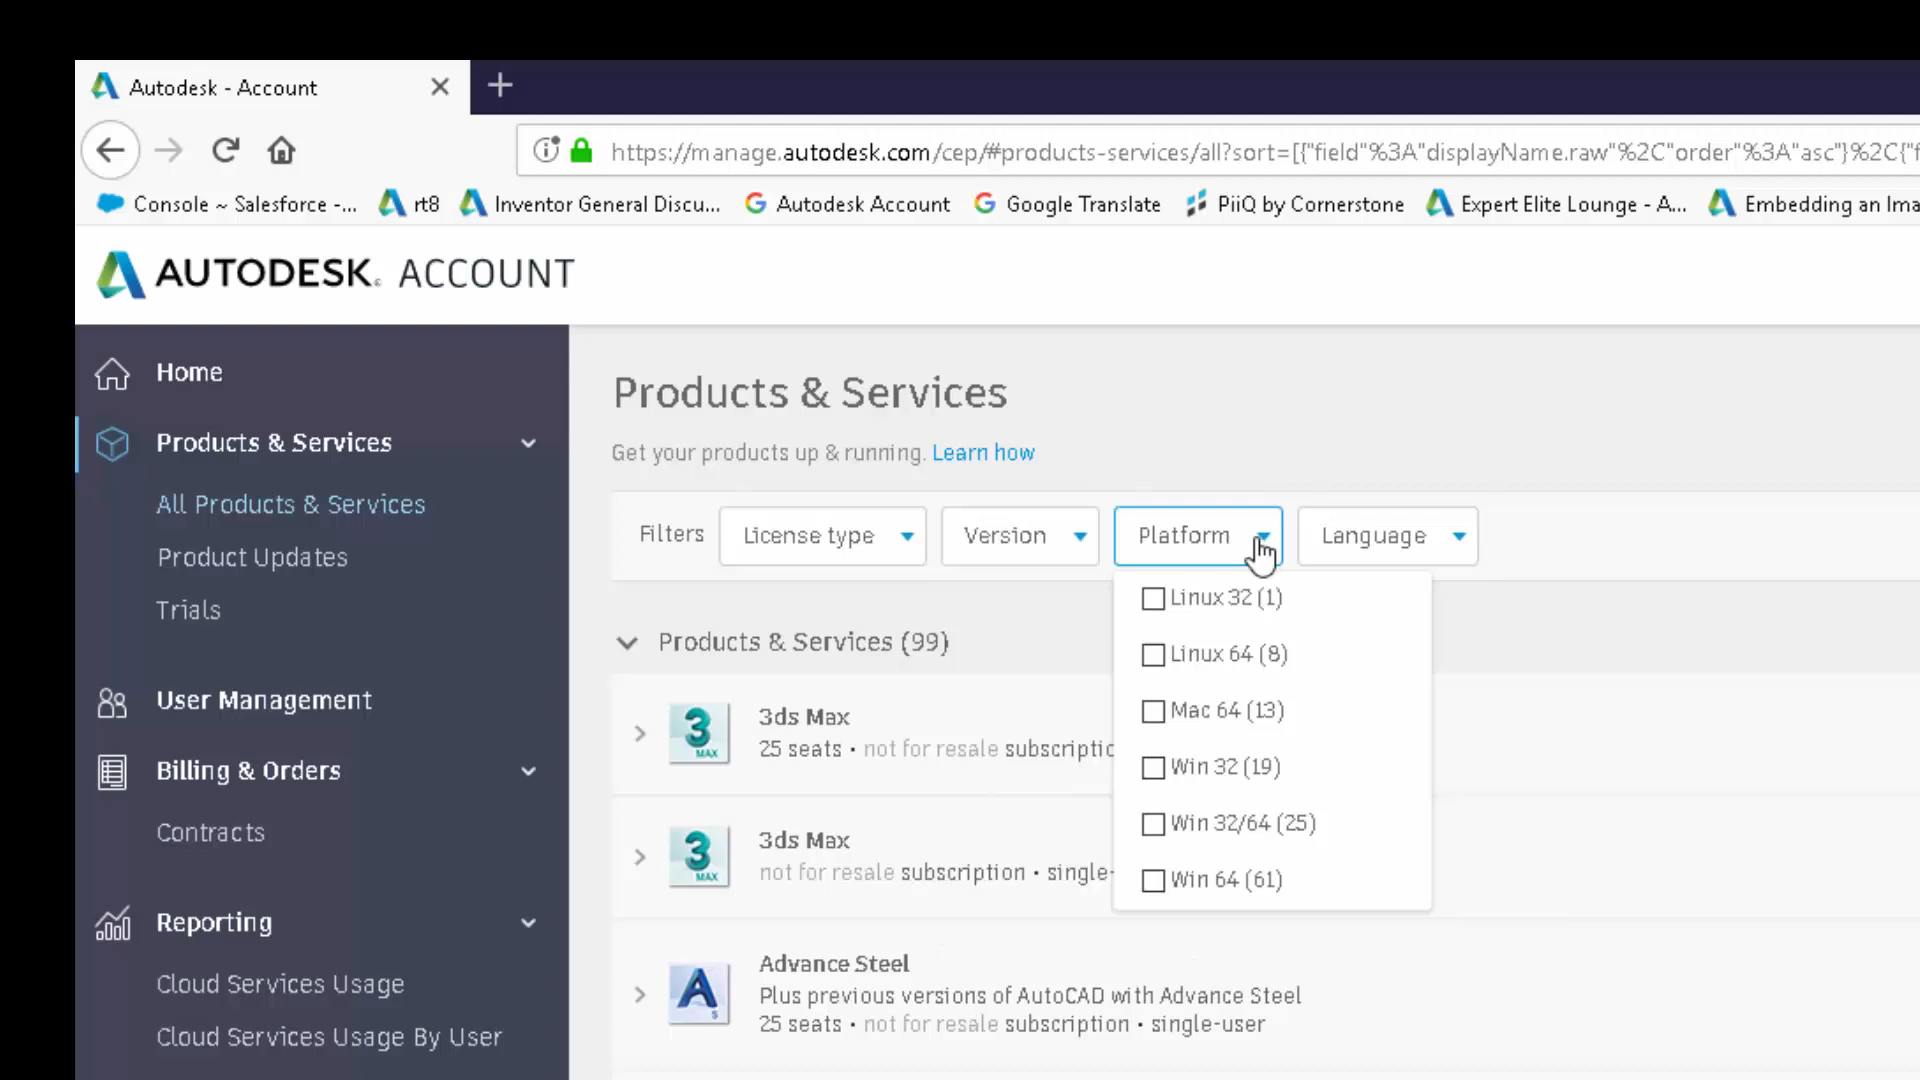 Autodesk - Account
https://manage.autodesk.com/cep/#products-services/all?sort=[{"field"%3A"displayName.raw"%2C"order"%3A"asc"}%2C{"f
Console ~ Salesforce -... rt8 Inventor General Discu... Autodesk Account Google Translate PiiQ by Cornerstone Expert Elite Lounge - A... Embedding an Ima
AUTODESK. ACCOUNT
Home
Products & Services
All Products & Services
Product Updates
Trials
User Management
Billing & Orders
Contracts
Reporting
Cloud Services Usage
Cloud Services Usage By User
Products & Services
Get your products up & running. Learn how
Filters License type Version Platform Language
Linux 32 (1)
Linux 64 (8)
Mac 64 (13)
Win 32 (19)
Win 32/64 (25)
Win 64 (61)
Products & Services (99)
3 MAX
3ds Max
25 seats • not for resale subscriptio
3 MAX
3ds Max
not for resale subscription • single-
A S
Advance Steel
Plus previous versions of AutoCAD with Advance Steel
25 seats • not for resale subscription • single-user